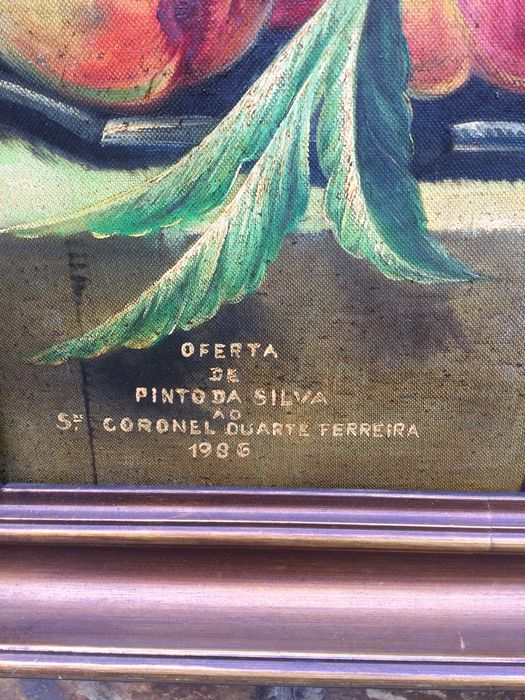 OFERTA
DE
PINTO DA SILVA
AO
Sr. CORONEL DUARTE FERREIRA
1986